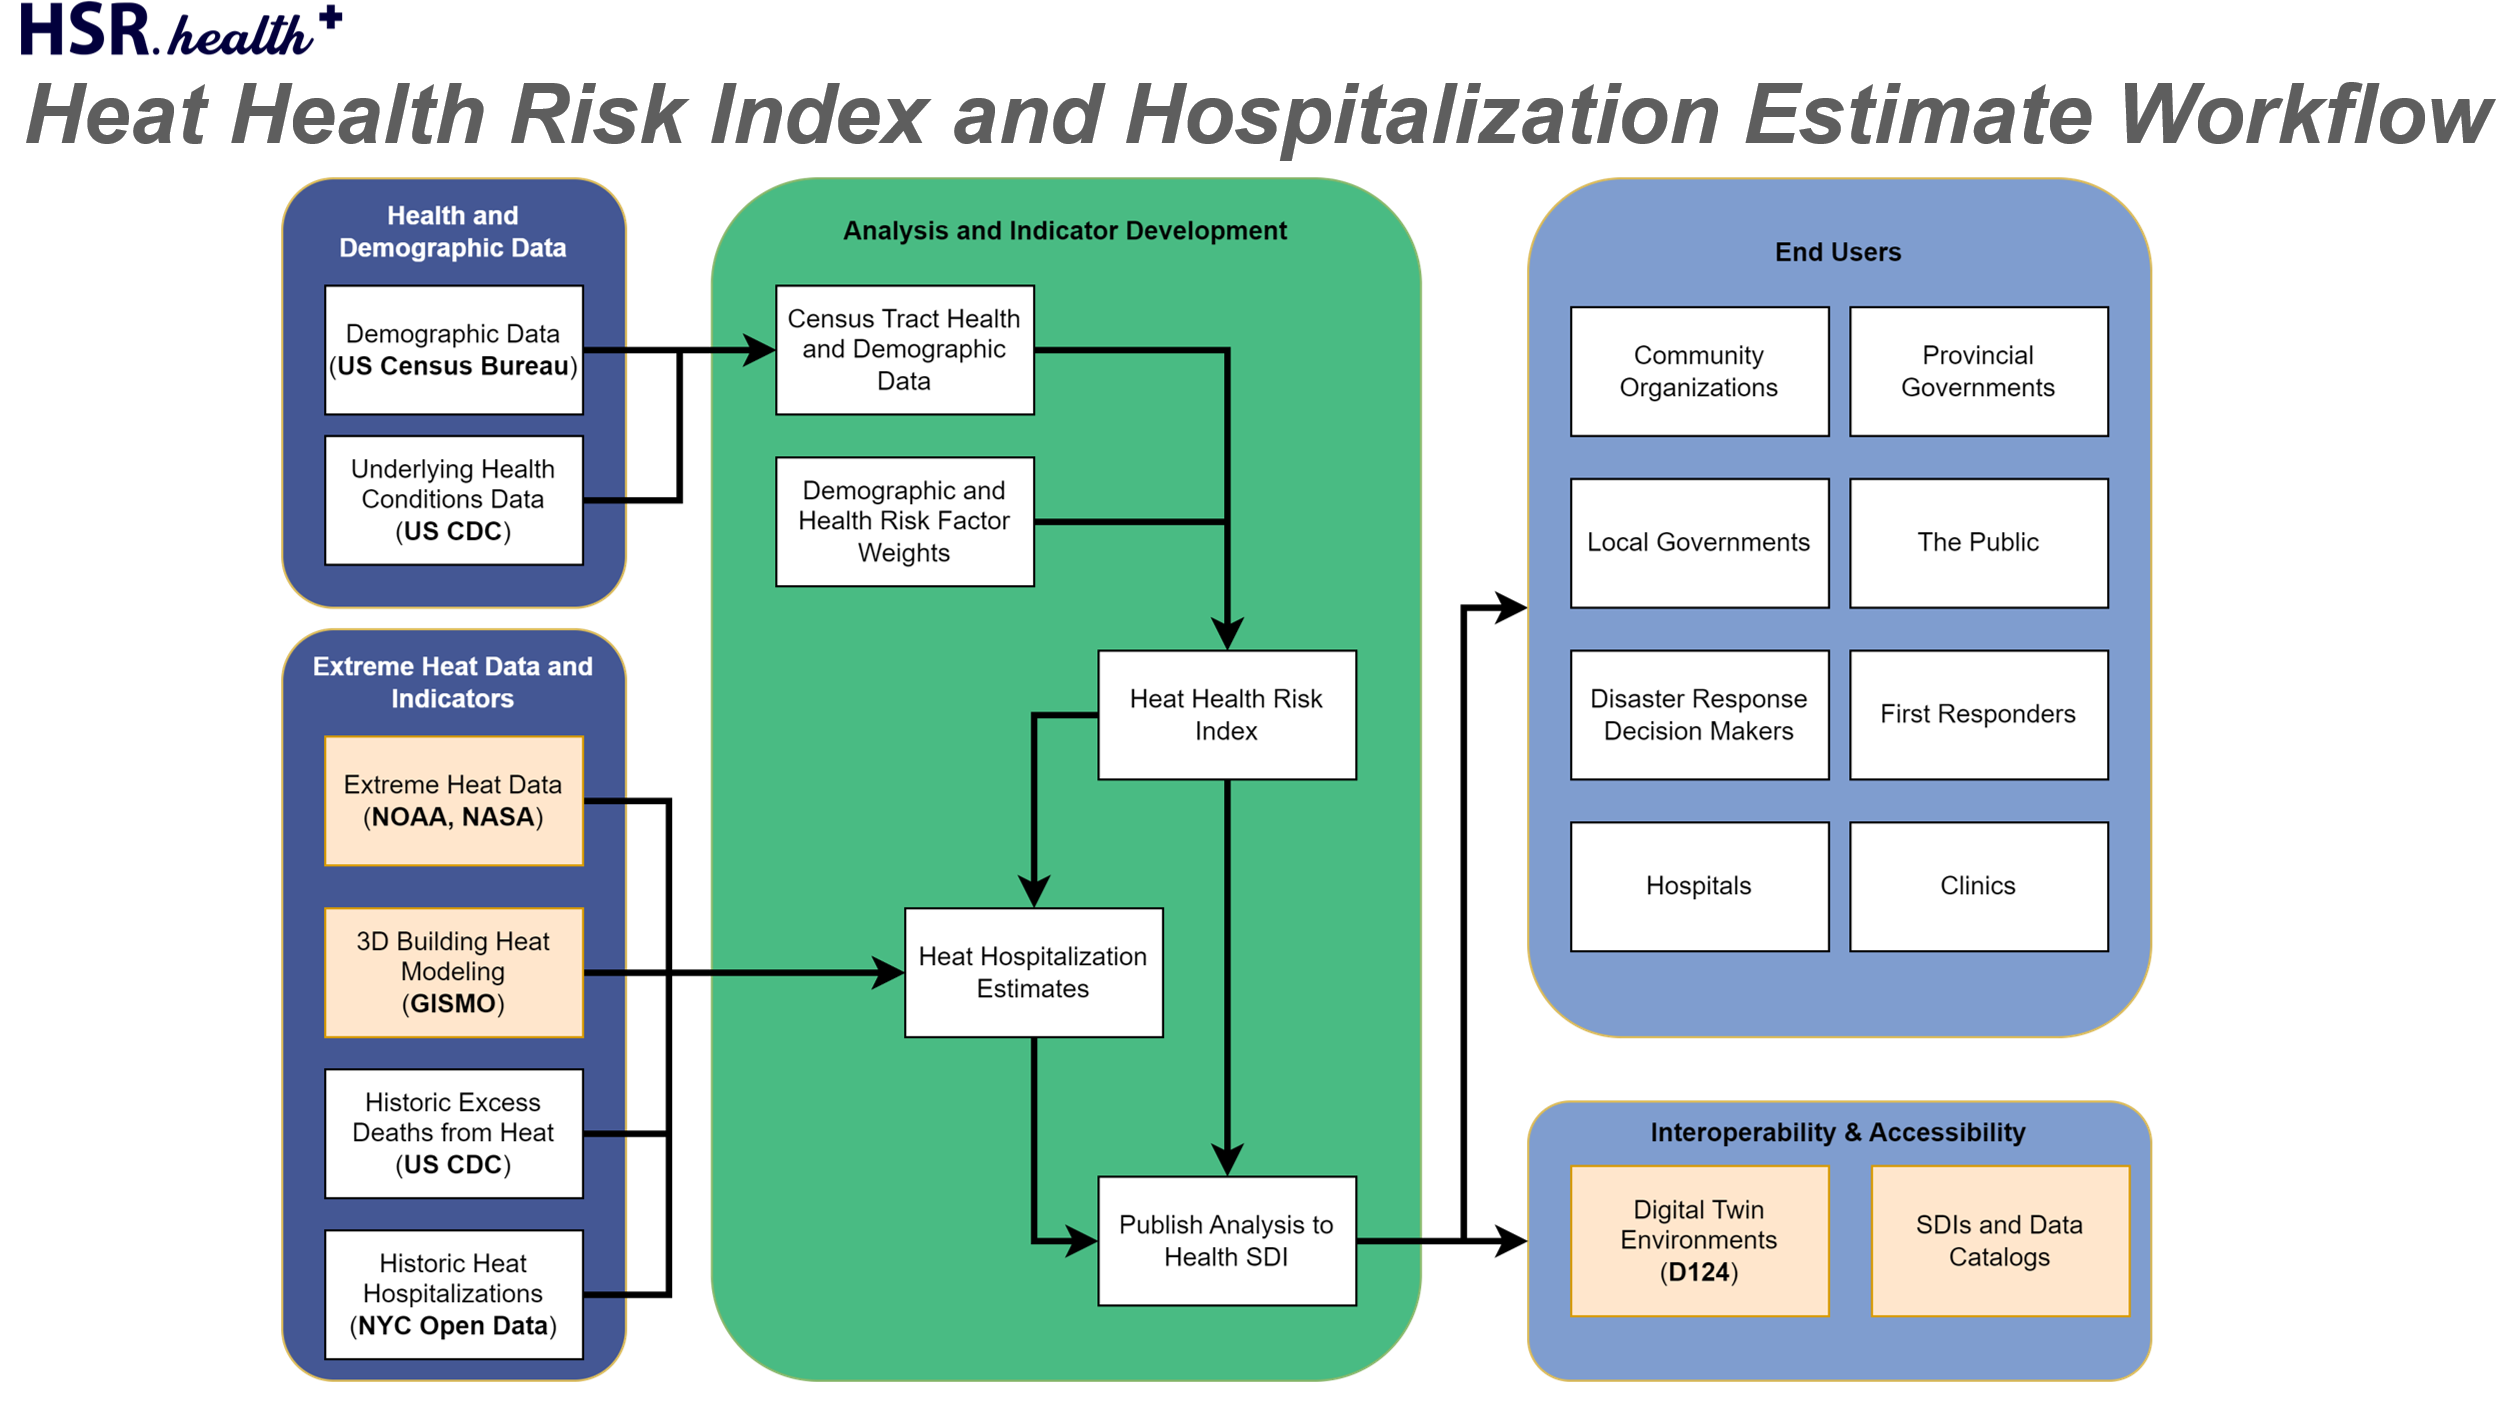 HSR.health+
Heat Health Risk Index and Hospitalization Estimate Workflow
Health and
Demographic Data
Demographic Data
(US Census Bureau)
Underlying Health
Conditions Data
(US CDC)
Extreme Heat Data and
Indicators
Extreme Heat Data
(NOAA, NASA)
3D Building Heat
Modeling
(GISMO)
Historic Excess
Deaths from Heat
(US CDC)
Historic Heat
Hospitalizations
(NYC Open Data)
Analysis and Indicator Development
Census Tract Health
and Demographic
Data
Demographic and
Health Risk Factor
Weights
Heat Health Risk
Index
Heat Hospitalization
Estimates
Publish Analysis to
Health SDI
End Users
Community
Organizations
Provincial
Governments
Local Governments
The Public
Disaster Response
Decision Makers
First Responders
Hospitals
Clinics
Interoperability & Accessibility
Digital Twin
Environments
(D124)
SDIs and Data
Catalogs